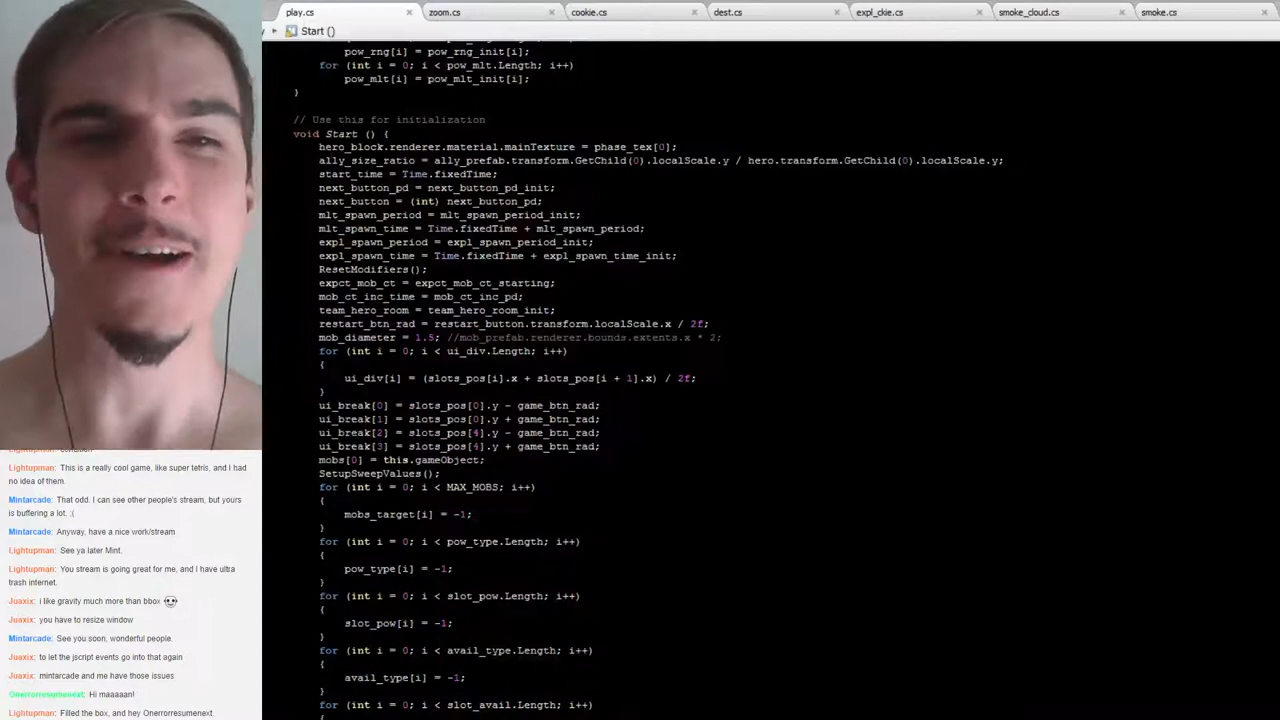 play.cs
zoom.cs
cookie.cs
dest.cs
expl_ckie.cs
smoke_cloud.cs
smoke.cs
Start ()
pow_rng[i] = pow_rng_init[i];
for (int i = 0; i < pow_mlt.Length; i++)
pow_mlt[i] = pow_mlt_init[i];
}
// Use this for initialization
void Start () {
hero_block.renderer.material.mainTexture = phase_tex[0];
ally_size_ratio = ally_prefab.transform.GetChild(0).localScale.y / hero.transform.GetChild(0).localScale.y;
start_time = Time.fixedTime;
next_button_pd = next_button_pd_init;
next_button = (int) next_button_pd;
mlt_spawn_period = mlt_spawn_period_init;
mlt_spawn_time = Time.fixedTime + mlt_spawn_period;
expl_spawn_period = expl_spawn_period_init;
expl_spawn_time = Time.fixedTime + expl_spawn_time_init;
ResetModifiers();
expct_mob_ct = expct_mob_ct_starting;
mob_ct_inc_time = mob_ct_inc_pd;
team_hero_room = team_hero_room_init;
restart_btn_rad = restart_button.transform.localScale.x / 2f;
mob_diameter = 1.5; //mob_prefab.renderer.bounds.extents.x * 2;
for (int i = 0; i < ui_div.Length; i++)
{
ui_div[i] = (slots_pos[i].x + slots_pos[i + 1].x) / 2f;
}
ui_break[0] = slots_pos[0].y - game_btn_rad;
ui_break[1] = slots_pos[0].y + game_btn_rad;
ui_break[2] = slots_pos[4].y - game_btn_rad;
ui_break[3] = slots_pos[4].y + game_btn_rad;
mobs[0] = this.gameObject;
SetupSweepValues();
for (int i = 0; i < MAX_MOBS; i++)
{
mobs_target[i] = -1;
}
for (int i = 0; i < pow_type.Length; i++)
{
pow_type[i] = -1;
}
for (int i = 0; i < slot_pow.Length; i++)
{
slot_pow[i] = -1;
}
for (int i = 0; i < avail_type.Length; i++)
{
avail_type[i] = -1;
}
for (int i = 0; i < slot_avail.Length; i++)
{
Lightupman: This is a really cool game, like super tetris, and I had
no idea of them.
Mintarcade: That odd. I can see other people's stream, but yours
is buffering a lot. :(
Mintarcade: Anyway, have a nice work/stream
Lightupman: See ya later Mint.
Lightupman: You stream is going great for me, and I have ultra
trash internet.
Juaxix: i like gravity much more than bbox
Juaxix: you have to resize window
Mintarcade: See you soon, wonderful people.
Juaxix: to let the jscript events go into that again
Juaxix: mintarcade and me have those issues
Onerrorresumenext: Hi maaaaan!
Lightupman: Filled the box, and hey Onerrorresumenext.